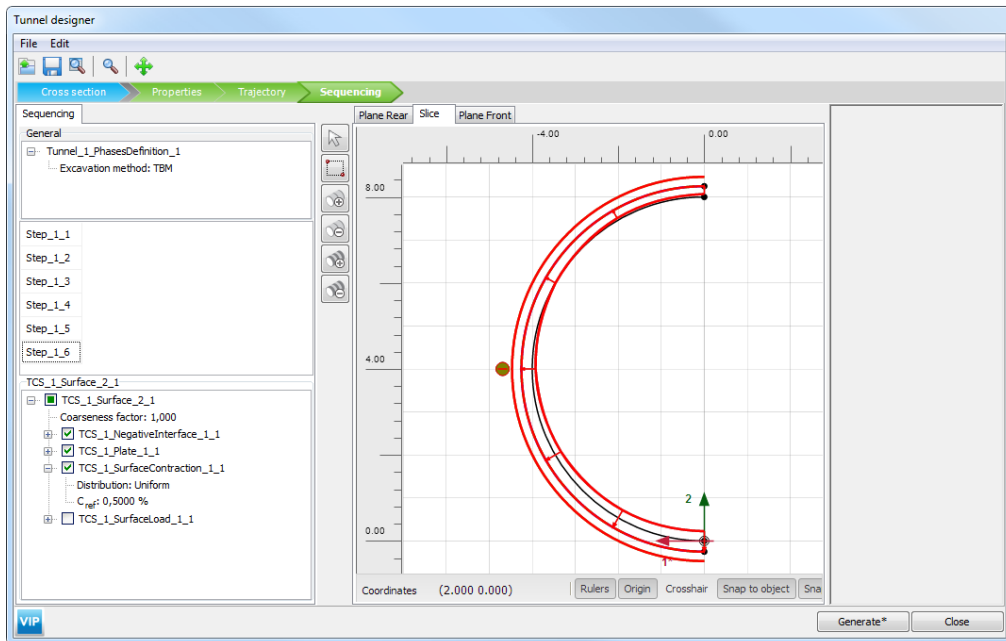 Tunnel designer
File Edit
Cross section Properties Trajectory Sequencing
Sequencing
Plane Rear Slice Plane Front
General
Tunnel_1_PhasesDefinition_1
Excavation method: TBM
Step_1_1
Step_1_2
Step_1_3
Step_1_4
Step_1_5
Step_1_6
TCS_1_Surface_2_1
TCS_1_Surface_2_1
Coarseness factor: 1,000
TCS_1_NegativeInterface_1_1
TCS_1_Plate_1_1
TCS_1_SurfaceContraction_1_1
Distribution: Uniform
Cref: 0,5000 %
TCS_1_SurfaceLoad_1_1
-4.00 0.00
8.00
4.00
0.00
2
1*
Coordinates (2.000 0.000) Rulers Origin Crosshair Snap to object Sna
VIP
Generate* Close